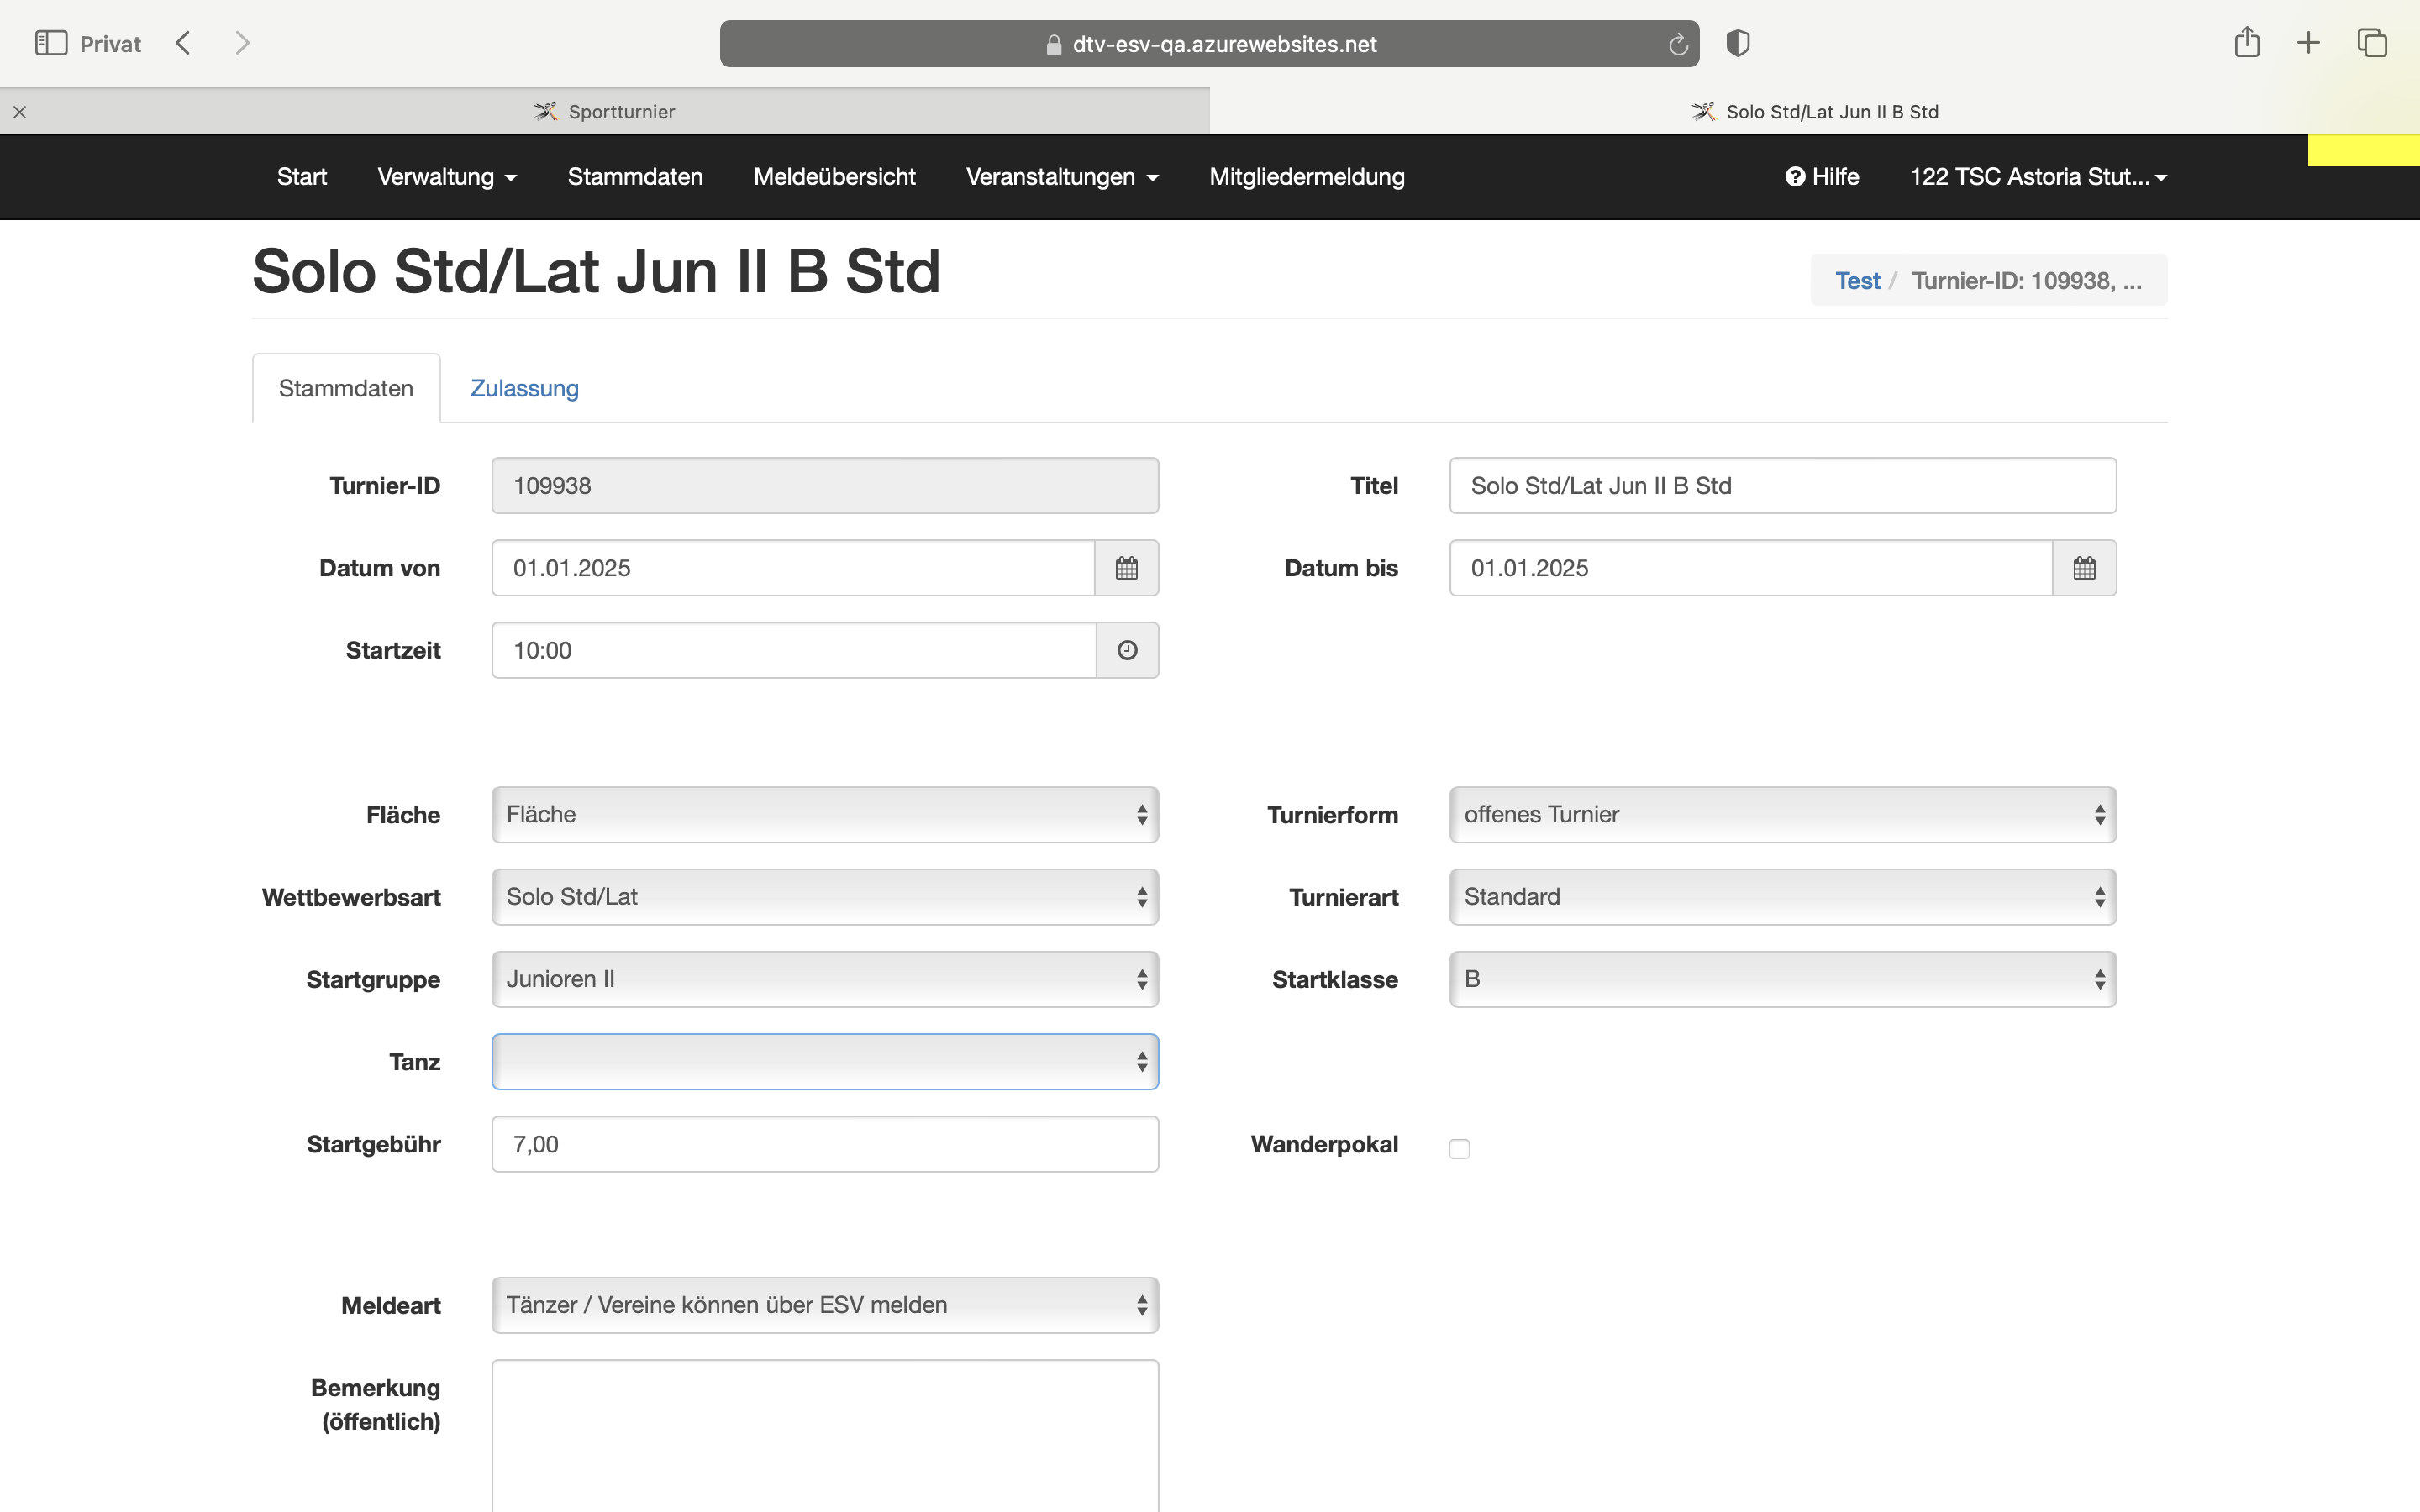 Privat
dtv-esv-qa.azurewebsites.net
Sportturnier
Solo Std/Lat Jun II B Std
Start
Verwaltung
Stammdaten
Meldeübersicht
Veranstaltungen
Mitgliedermeldung
Hilfe
122 TSC Astoria Stut...
Solo Std/Lat Jun II B Std
Test / Turnier-ID: 109938, ...
Stammdaten
Zulassung
Turnier-ID
109938
Titel
Solo Std/Lat Jun II B Std
Datum von
01.01.2025
Datum bis
01.01.2025
Startzeit
10:00
Fläche
Fläche
Turnierform
offenes Turnier
Wettbewerbsart
Solo Std/Lat
Turnierart
Standard
Startgruppe
Junioren II
Startklasse
B
Tanz
Startgebühr
7,00
Wanderpokal
Meldeart
Tänzer / Vereine können über ESV melden
Bemerkung
(öffentlich)